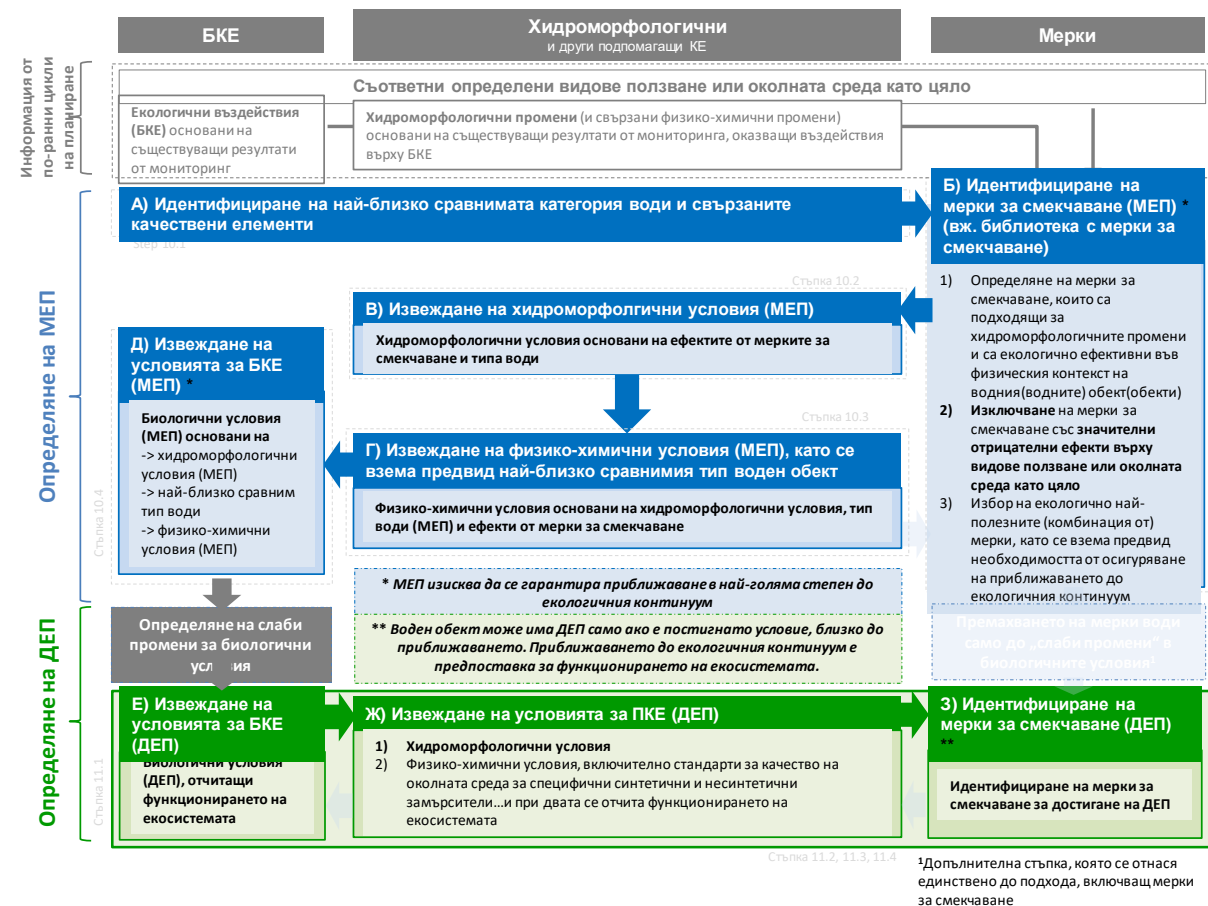 БКЕ
Хидроморфологични
и други подпомагащи КЕ
Мерки
Информация от
по-ранни цикли
на планиране
Съответни определени видове ползване или околната среда като цяло
Екологични въздействия
(БКЕ) основани на
съществуващи резултати
от мониторинг
Хидроморфологични промени (и свързани физико-химични промени)
основани на съществуващи резултати от мониторинга, оказващи въздействия
върху БКЕ
Определяне на МЕП
А) Идентифициране на най-близко сравнимата категория води и свързаните
качествени елементи
Step 10.1
Б) Идентифициране на
мерки за смекчаване (МЕП) *
(вж. библиотека с мерки за
смекчаване)
1) Определяне на мерки за
смекчаване, които са
подходящи за
хидроморфологичните промени
и са екологично ефективни във
физическия контекст на
водния(водните) обект(обекти)
2) Изключване на мерки за
смекчаване със значителни
отрицателни ефекти върху
видове ползване или околната
среда като цяло
3) Избор на екологично най-
полезните (комбинация от)
мерки, като се взема предвид
необходимостта от осигуряване
на приближаването до
екологичния континуум
Стъпка 10.2
В) Извеждане на хидроморфолгични условия (МЕП)
Хидроморфологични условия основани на ефектите от мерките за
смекчаване и типа води
Стъпка 10.3
Г) Извеждане на физико-химични условия (МЕП), като се
взема предвид най-близко сравнимия тип воден обект
Физико-химични условия основани на хидроморфологични условия, тип
води (МЕП) и ефекти от мерки за смекчаване
Д) Извеждане на
условията за БКЕ
(МЕП) *
Биологични условия
(МЕП) основани на
-> хидроморфологични
условия (МЕП)
-> най-близко сравним
тип води
-> физико-химични
условия (МЕП)
Стъпка 10.4
* МЕП изисква да се гарантира приближаване в най-голяма степен до
екологичния континуум
** Воден обект може има ДЕП само ако е постигнато условие, близко до
приближаването. Приближаването до екологичния континуум е
предпоставка за функционирането на екосистемата.
Определяне на ДЕП
Определяне на слаби
промени за биологични
условия
Премахването на мерки води
само до „слаби промени“ в
биологичните условия¹
Е) Извеждане на
условията за БКЕ
(ДЕП)
Биологични условия
(ДЕП), отчитащи
функционирането на
екосистемата
Стъпка 11.1
Ж) Извеждане на условията за ПКЕ (ДЕП)
1) Хидроморфологични условия
2) Физико-химични условия, включително стандарти за качество на
околната среда за специфични синтетични и несинтетични
замърсители…и при двата се отчита функционирането на
екосистемата
З) Идентифициране на
мерки за смекчаване (ДЕП)
**
Идентифициране на мерки за
смекчаване за достигане на ДЕП
Стъпка 11.2, 11.3, 11.4
¹Допълнителна стъпка, която се отнася
единствено до подхода, включващ мерки
за смекчаване